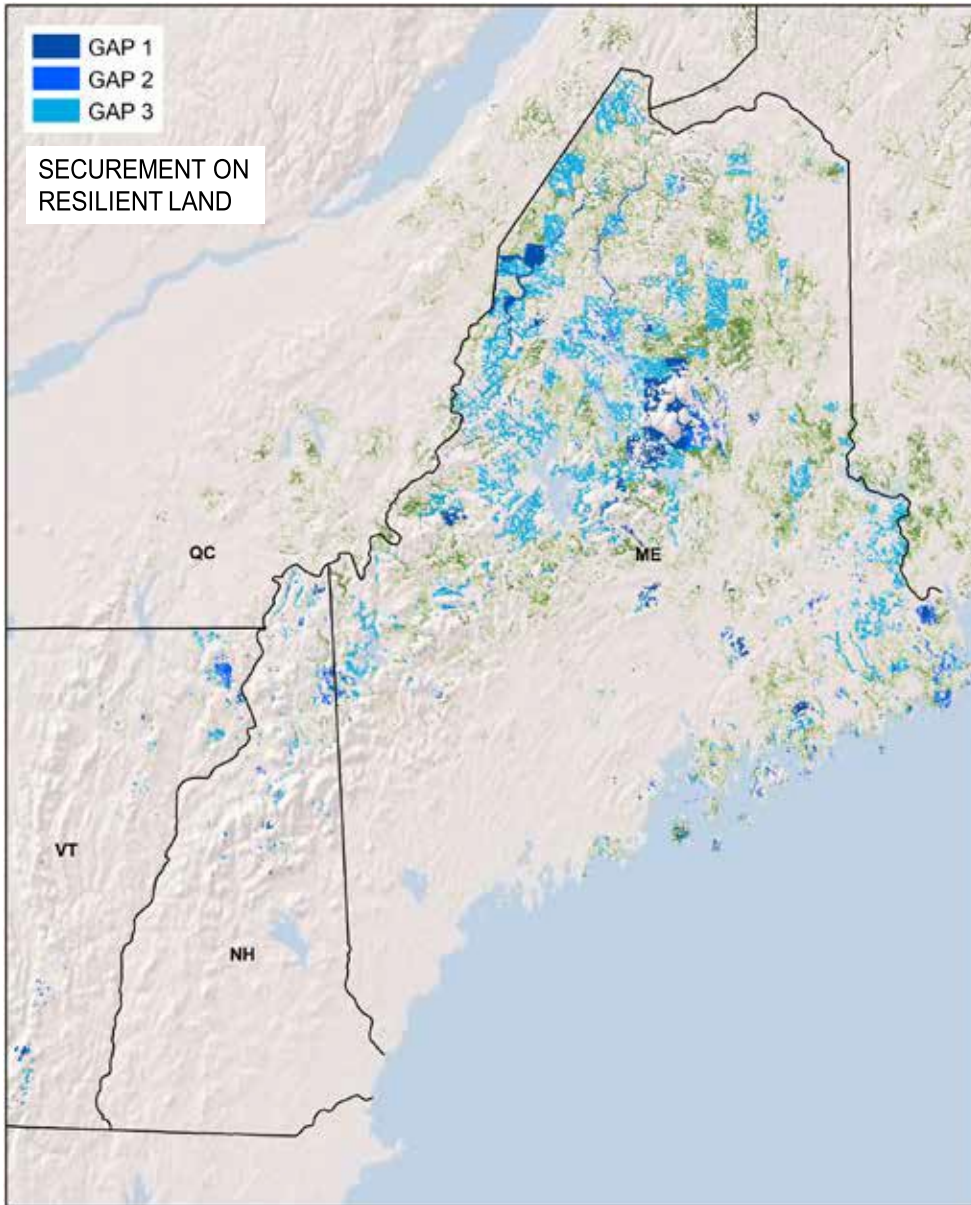 GAP 1
GAP 2
GAP 3
SECUREMENT ON
RESILIENT LAND
QC
ME
VT
NH